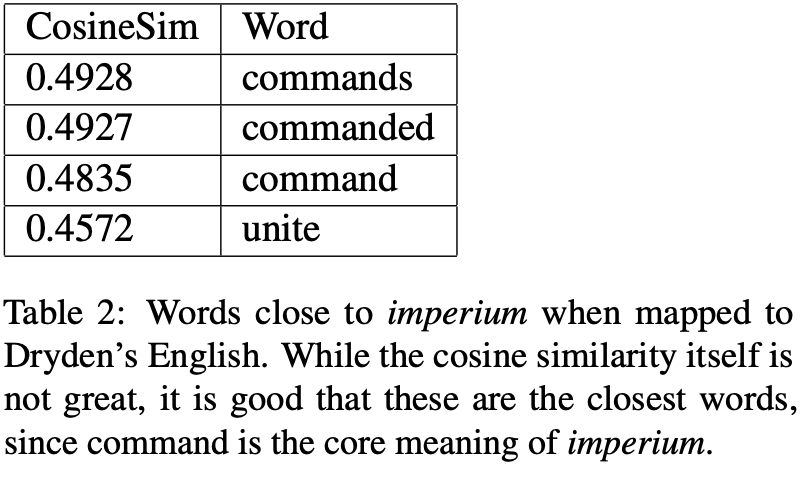 CosineSim Word
0.4928 commands
0.4927 commanded
0.4835 command
0.4572 unite
Table 2: Words close to imperium when mapped to
Dryden's English. While the cosine similarity itself is
not great, it is good that these are the closest words,
since command is the core meaning of imperium.